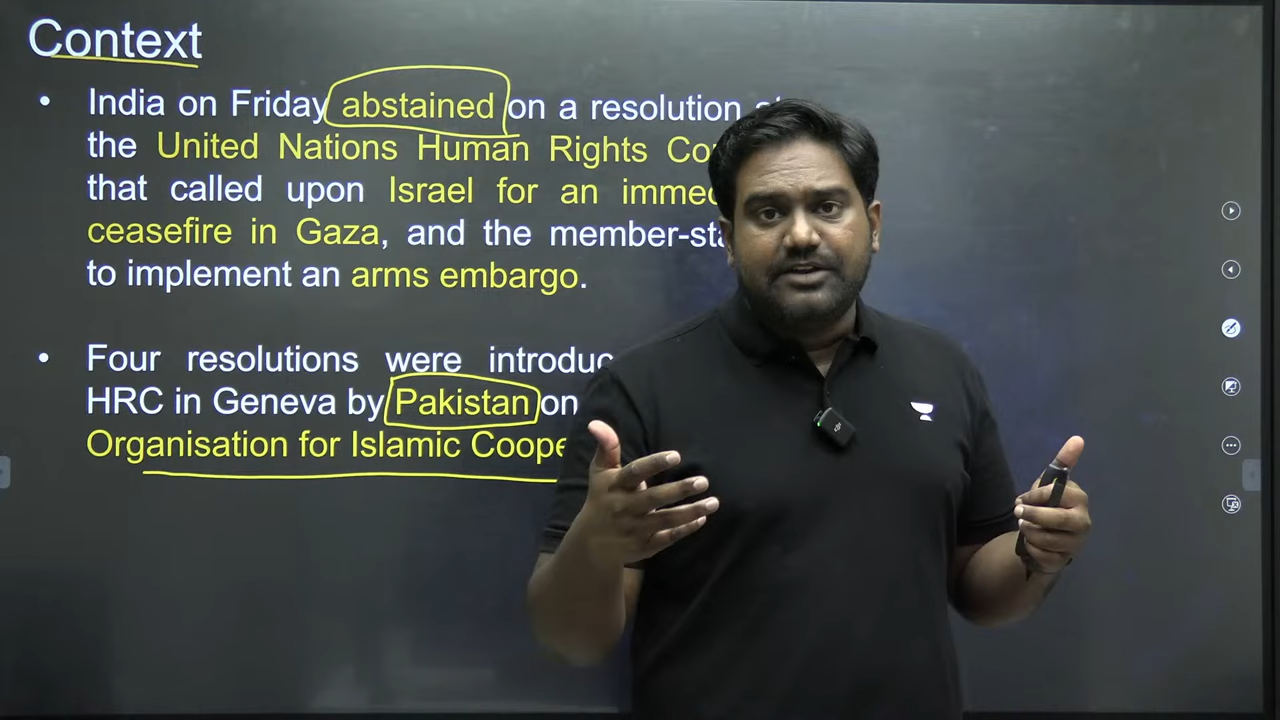 Context
• India on Friday abstained on a resolution
the United Nations Human Rights
that called upon Israel for an
ceasefire in Gaza, and the
to implement an arms embargo.
• Four resolutions were
HRC in Geneva by Pakistan on
Organisation for Islamic